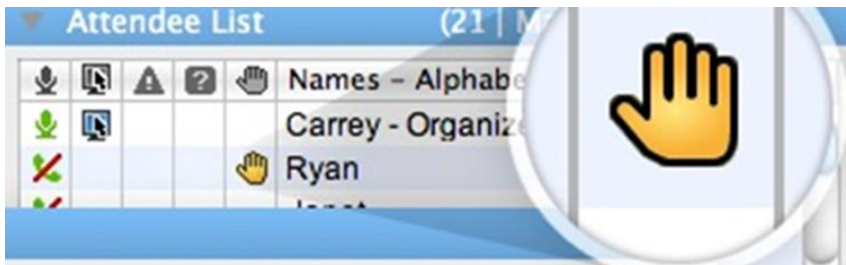 Attendee List (21 | M
? Names – Alphabe
Carrey - Organiz
Ryan